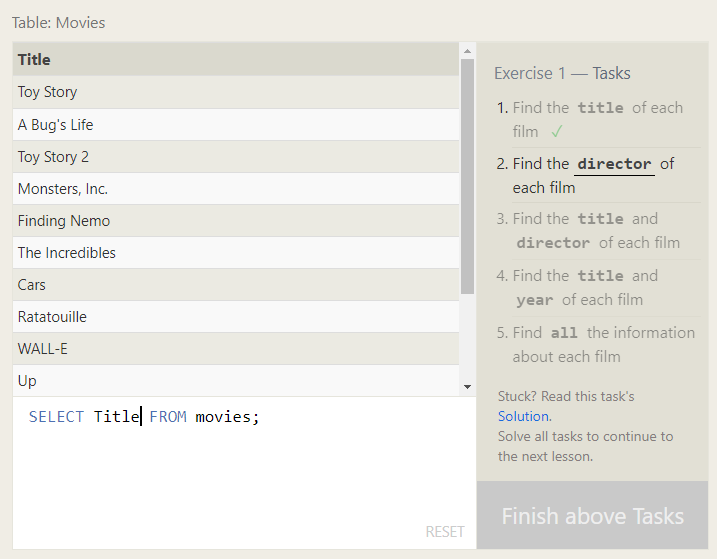 Table: Movies
Title
Toy Story
A Bug's Life
Toy Story 2
Monsters, Inc.
Finding Nemo
The Incredibles
Cars
Ratatouille
WALL-E
Up
SELECT Title FROM movies;
RESET
Exercise 1 — Tasks
1. Find the title of each
film ✓
2. Find the director of
each film
3. Find the title and
director of each film
4. Find the title and
year of each film
5. Find all the information
about each film
Stuck? Read this task's
Solution.
Solve all tasks to continue to
the next lesson.
Finish above Tasks